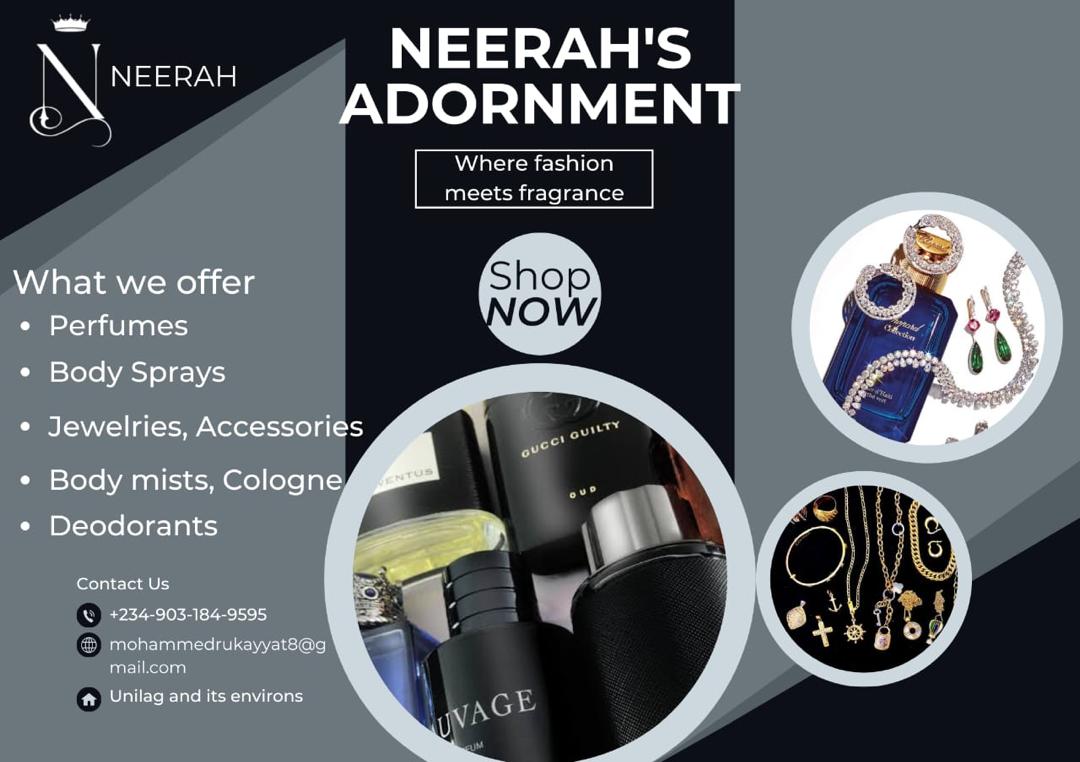 N NEERAH
NEERAH'S
ADORNMENT
Where fashion
meets fragrance
Shop
NOW
What we offer
• Perfumes
• Body Sprays
• Jewelries, Accessories
• Body mists, Cologne
• Deodorants
Contact Us
+234-903-184-9595
mohammedrukayyat8@g
mail.com
Unilag and its environs
VENTUS
GUCCI GUILTY
OUD
UVAGE
FUM
Collection